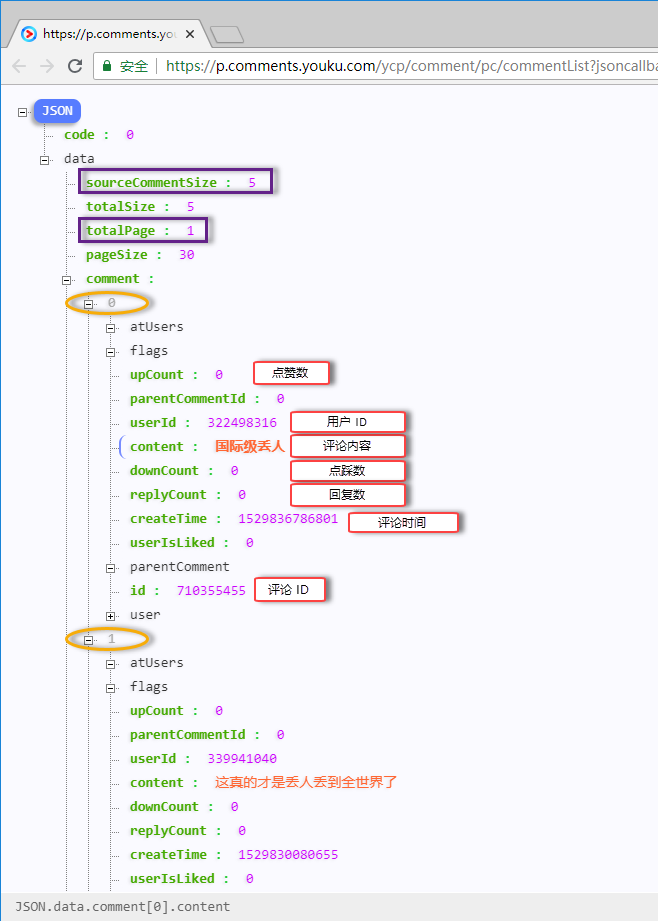 https://p.comments.you
安全 https://p.comments.youku.com/ycp/comment/pc/commentList?jsoncallba
JSON
code : 0
data
sourceCommentSize : 5
totalSize : 5
totalPage : 1
pageSize : 30
comment :
0
atUsers
flags
upCount : 0 点赞数
parentCommentId : 0
userId : 322498316 用户 ID
content : 国际级丢人 评论内容
downCount : 0 点踩数
replyCount : 0 回复数
createTime : 1529836786801 评论时间
userIsLiked : 0
parentComment
id : 710355455 评论 ID
user
1
atUsers
flags
upCount : 0
parentCommentId : 0
userId : 339941040
content : 这真的才是丢人丢到全世界了
downCount : 0
replyCount : 0
createTime : 1529830080655
userIsLiked : 0
JSON.data.comment[0].content